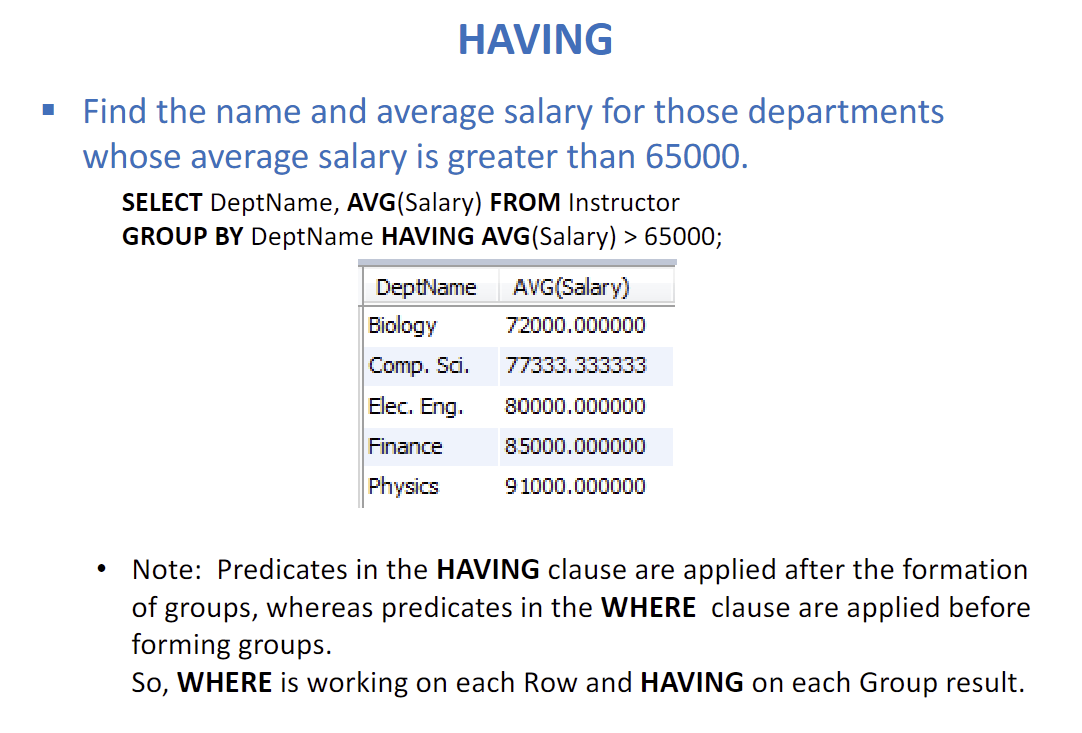 HAVING
▪ Find the name and average salary for those departments
whose average salary is greater than 65000.
SELECT DeptName, AVG(Salary) FROM Instructor
GROUP BY DeptName HAVING AVG(Salary) > 65000;
DeptName AVG(Salary)
Biology 72000.000000
Comp. Sci. 77333.333333
Elec. Eng. 80000.000000
Finance 85000.000000
Physics 91000.000000
• Note: Predicates in the HAVING clause are applied after the formation
of groups, whereas predicates in the WHERE clause are applied before
forming groups.
So, WHERE is working on each Row and HAVING on each Group result.